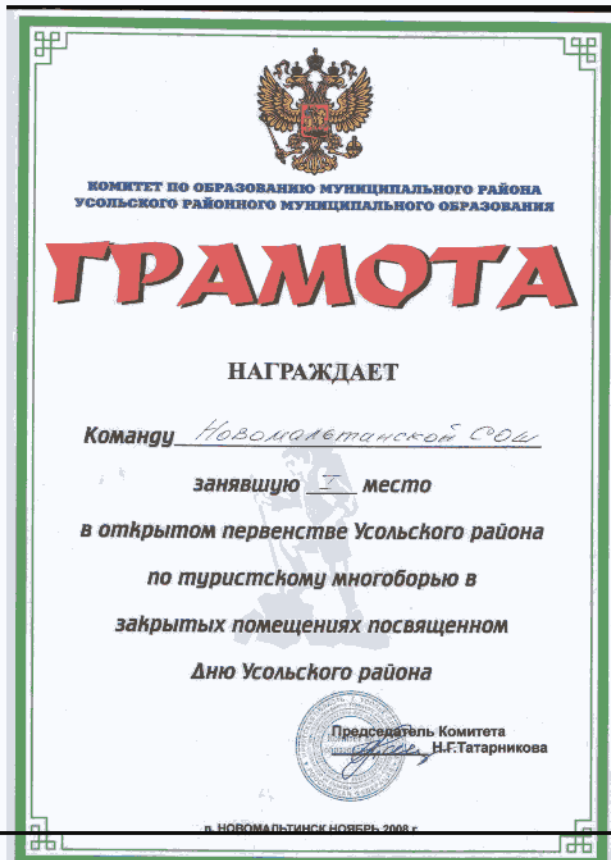 КОМИТЕТ ПО ОБРАЗОВАНИЮ МУНИЦИПАЛЬНОГО РАЙОНА
УСОЛЬСКОГО РАЙОННОГО МУНИЦИПАЛЬНОГО ОБРАЗОВАНИЯ
ГРАМОТА
НАГРАЖДАЕТ
Команду Новомальтинской СОШ
занявшую I место
в открытом первенстве Усольского района
по туристскому многоборью в
закрытых помещениях посвященном
Дню Усольского района
Председатель Комитета
Н.Г.Татарникова
п. НОВОМАЛЬТИНСК НОЯБРЬ 2008 г.